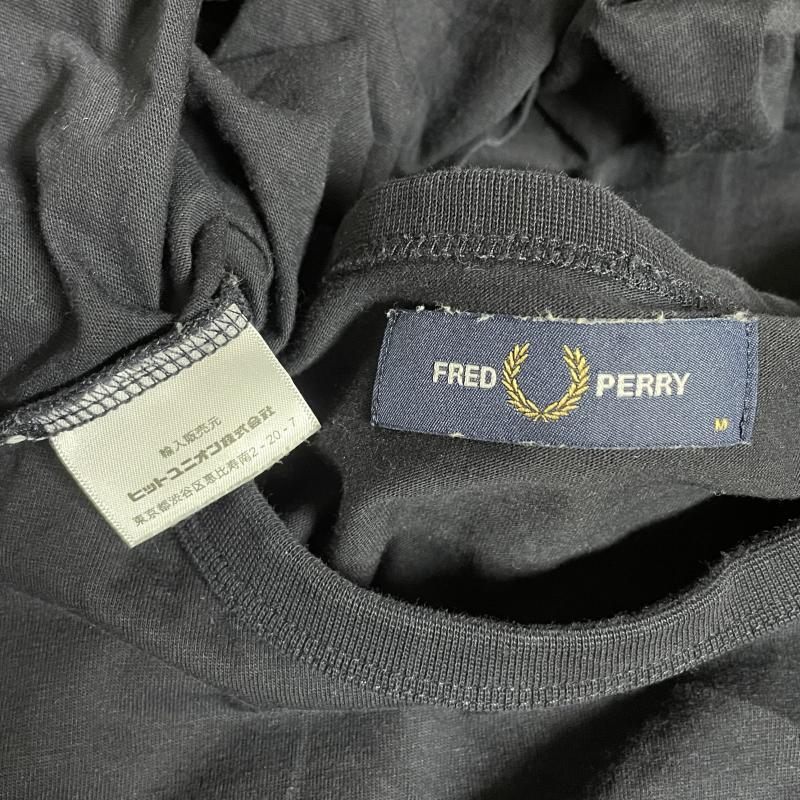 FRED PERRY
M
輸入販売元
ヒットユニオン株式会社
東京都渋谷区恵比寿南2-20-7